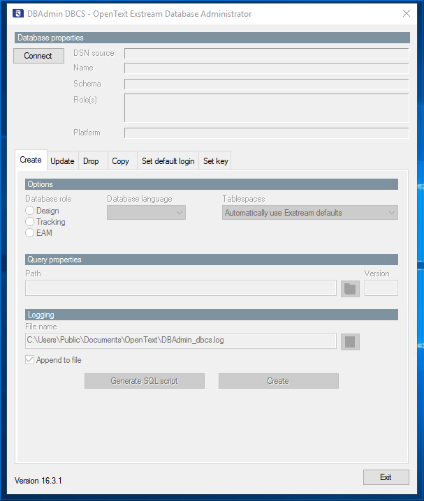 DBAdmin DBCS - OpenText Exstream Database Administrator
Database properties
Connect
DSN source
Name
Schema
Role(s)
Platform
Create Update Drop Copy Set default login Set key
Options
Database role Database language Tablespaces
Design Automatically use Exstream defaults
Tracking
EAM
Query properties
Path Version
Logging
File name
C:\Users\Public\Documents\OpenText\DBAdmin_dbcs.log
Append to file
Generate SQL script Create
Version 16.3.1 Exit